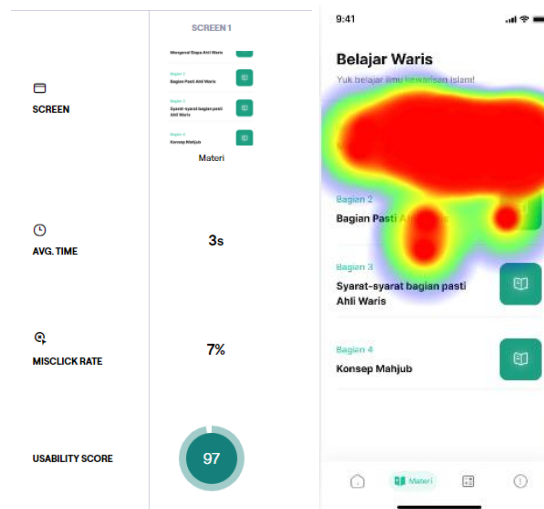 SCREEN 1
SCREEN
Mengenal Siapa Ahli Waris
Bagian 2
Bagian Pasti Ahli Waris
Bagian 3
Syarat-syarat bagian pasti
Ahli Waris
Bagian 4
Konsep Mahjub
Materi
AVG. TIME
3s
MISCLICK RATE
7%
USABILITY SCORE
97
9:41
Belajar Waris
Yuk belajar ilmu kewarisan Islam!
Bagian 2
Bagian Pasti
Bagian 3
Syarat-syarat bagian pasti
Ahli Waris
Bagian 4
Konsep Mahjub
Materi